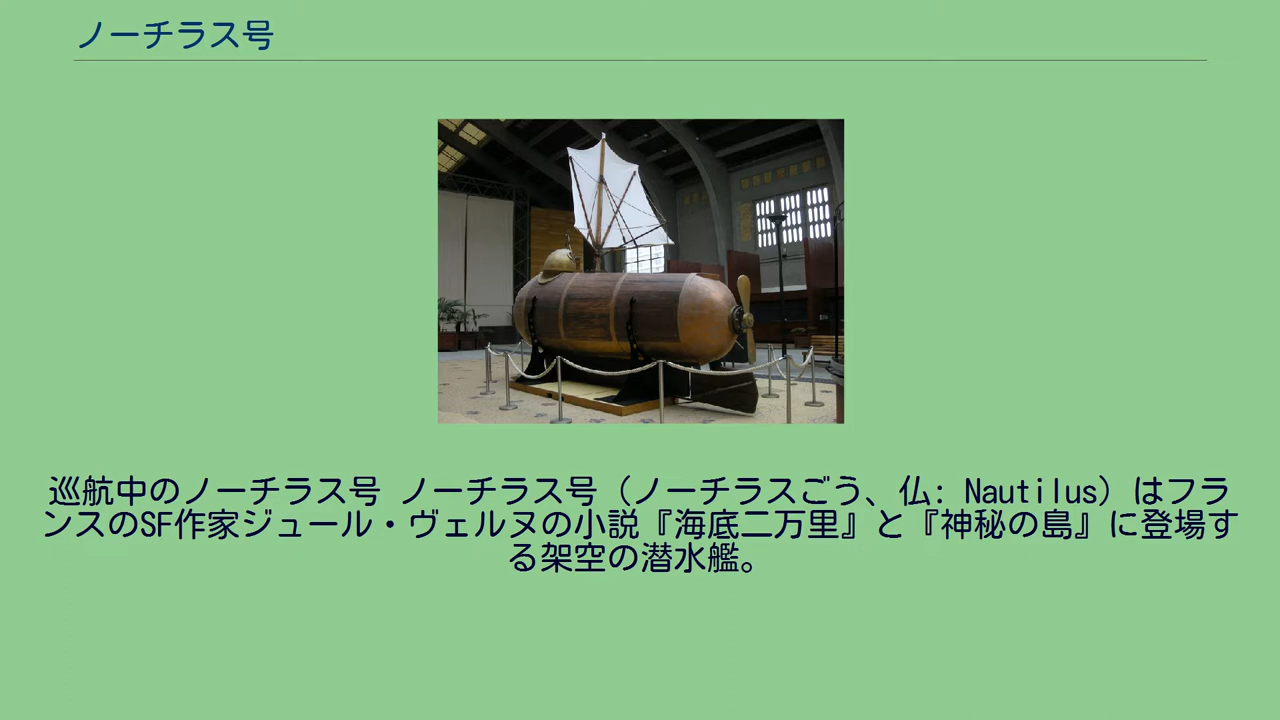 ノーチラス号
巡航中のノーチラス号 ノーチラス号（ノーチラスごう、仏: Nautilus）はフラ
ンスのSF作家ジュール・ヴェルヌの小説『海底二万里』と『神秘の島』に登場す
る架空の潜水艦。